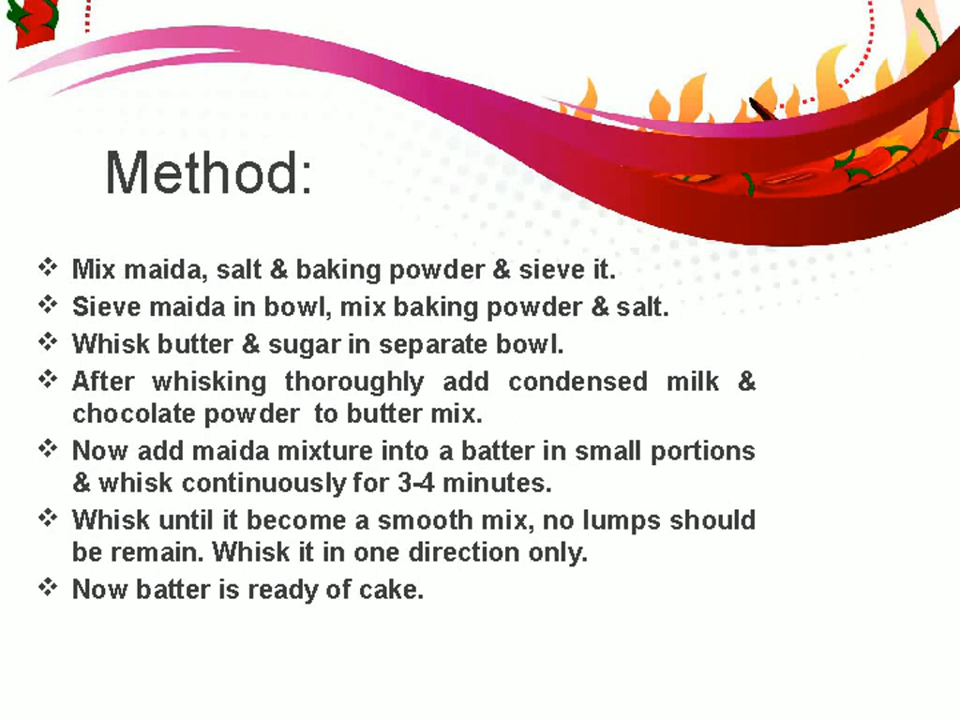 Method:
❖ Mix maida, salt & baking powder & sieve it.
❖ Sieve maida in bowl, mix baking powder & salt.
❖ Whisk butter & sugar in separate bowl.
❖ After whisking thoroughly add condensed milk &
chocolate powder to butter mix.
❖ Now add maida mixture into a batter in small portions
& whisk continuously for 3-4 minutes.
❖ Whisk until it become a smooth mix, no lumps should
be remain. Whisk it in one direction only.
❖ Now batter is ready of cake.